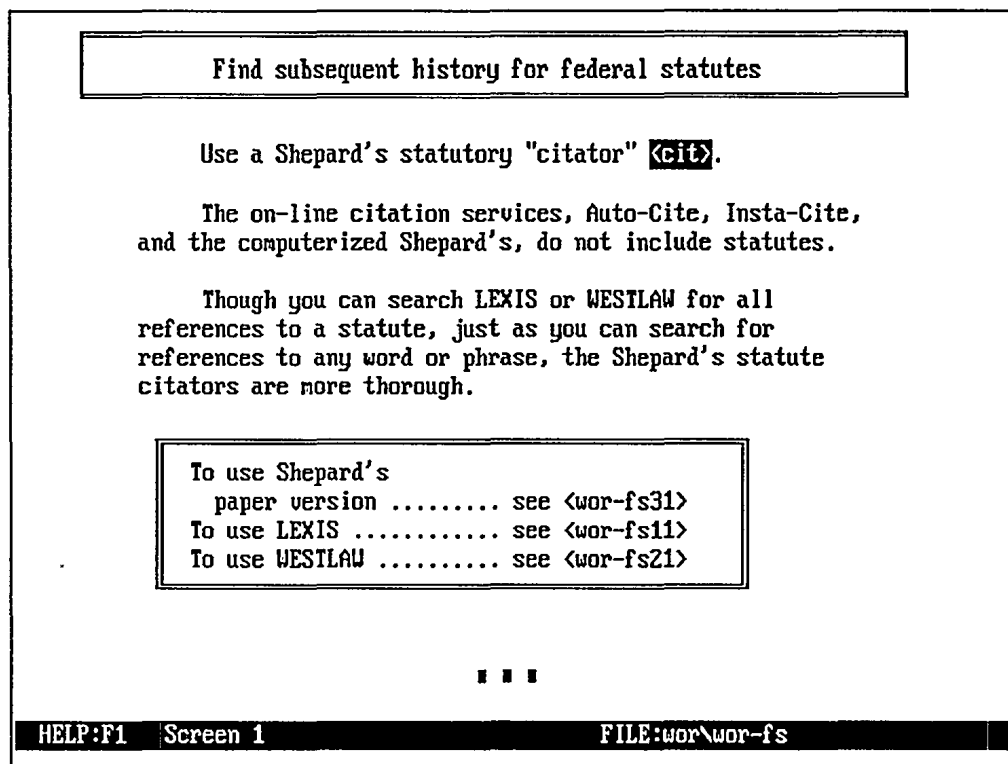 Find subsequent history for federal statutes
Use a Shepard's statutory "citator" <cit>.
The on-line citation services, Auto-Cite, Insta-Cite,
and the computerized Shepard's, do not include statutes.
Though you can search LEXIS or WESTLAW for all
references to a statute, just as you can search for
references to any word or phrase, the Shepard's statute
citators are more thorough.
To use Shepard's
paper version ......... see <wor-fs31>
To use LEXIS ............ see <wor-fs11>
To use WESTLAW .......... see <wor-fs21>
HELP:F1 Screen 1 FILE:wor\wor-fs